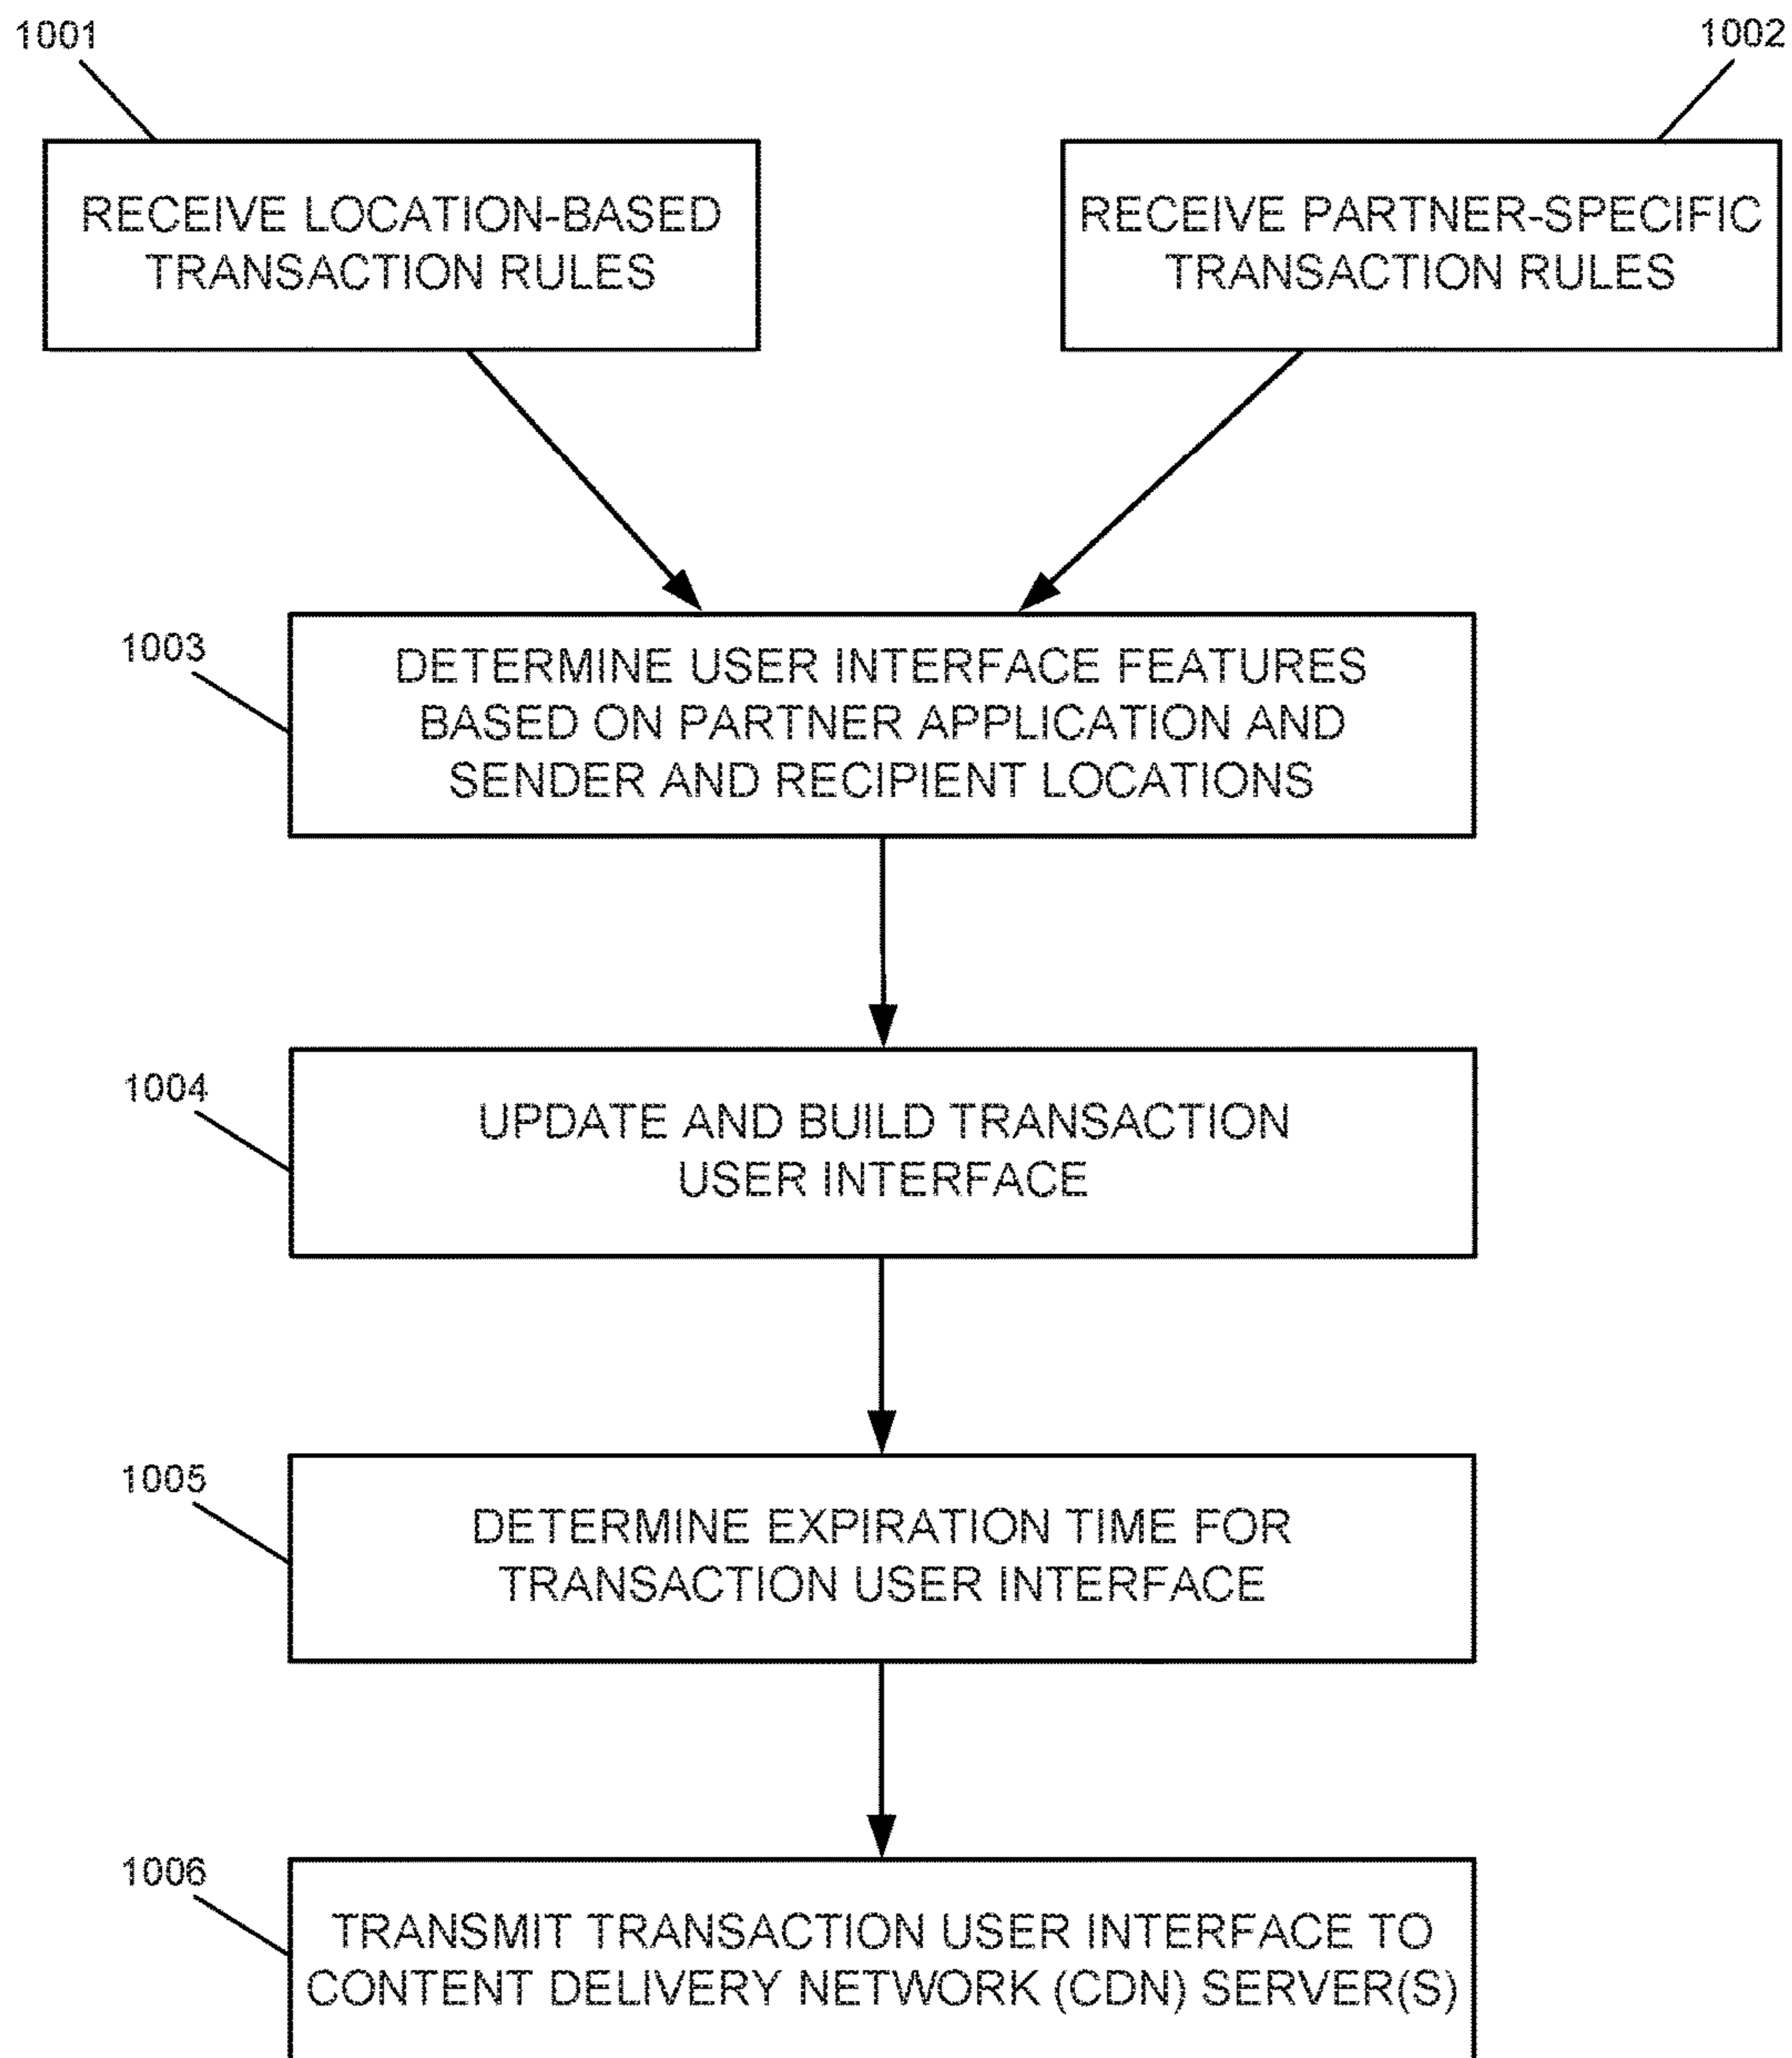 1001
1002
RECEIVE LOCATION-BASED
TRANSACTION RULES
RECEIVE PARTNER-SPECIFIC
TRANSACTION RULES
1003
DETERMINE USER INTERFACE FEATURES
BASED ON PARTNER APPLICATION AND
SENDER AND RECIPIENT LOCATIONS
1004
UPDATE AND BUILD TRANSACTION
USER INTERFACE
1005
DETERMINE EXPIRATION TIME FOR
TRANSACTION USER INTERFACE
1006
TRANSMIT TRANSACTION USER INTERFACE TO
CONTENT DELIVERY NETWORK (CDN) SERVER(S)